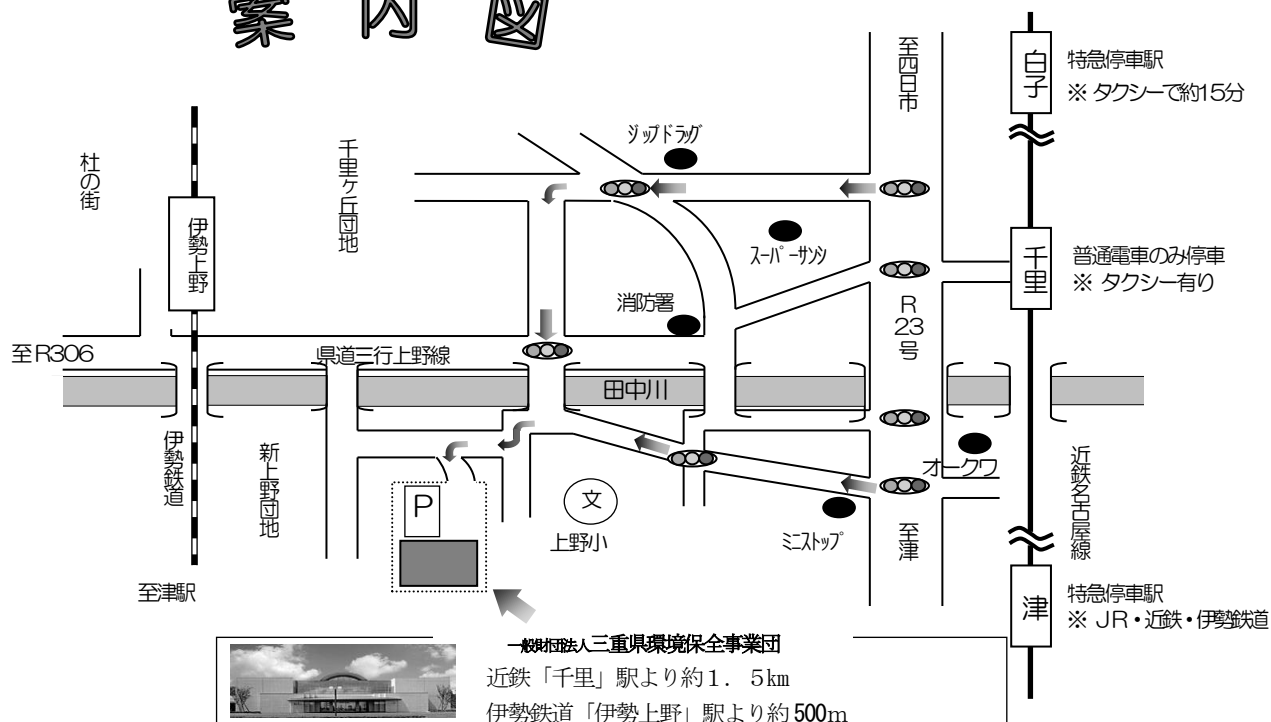 案内図
至四日市
白子
特急停車駅
※ タクシーで約15分
ジップドラッグ
杜の街
千里ヶ丘団地
伊勢上野
スーパーサンシ
千里
普通電車のみ停車
※ タクシー有り
消防署
R23号
至R306
県道三行上野線
田中川
伊勢鉄道
新上野団地
オークワ
近鉄名古屋線
P
文
上野小
ミニストップ
至津
至津駅
津
特急停車駅
※ JR・近鉄・伊勢鉄道
一般財団法人三重県環境保全事業団
近鉄「千里」駅より約1．5km
伊勢鉄道「伊勢上野」駅より約500m